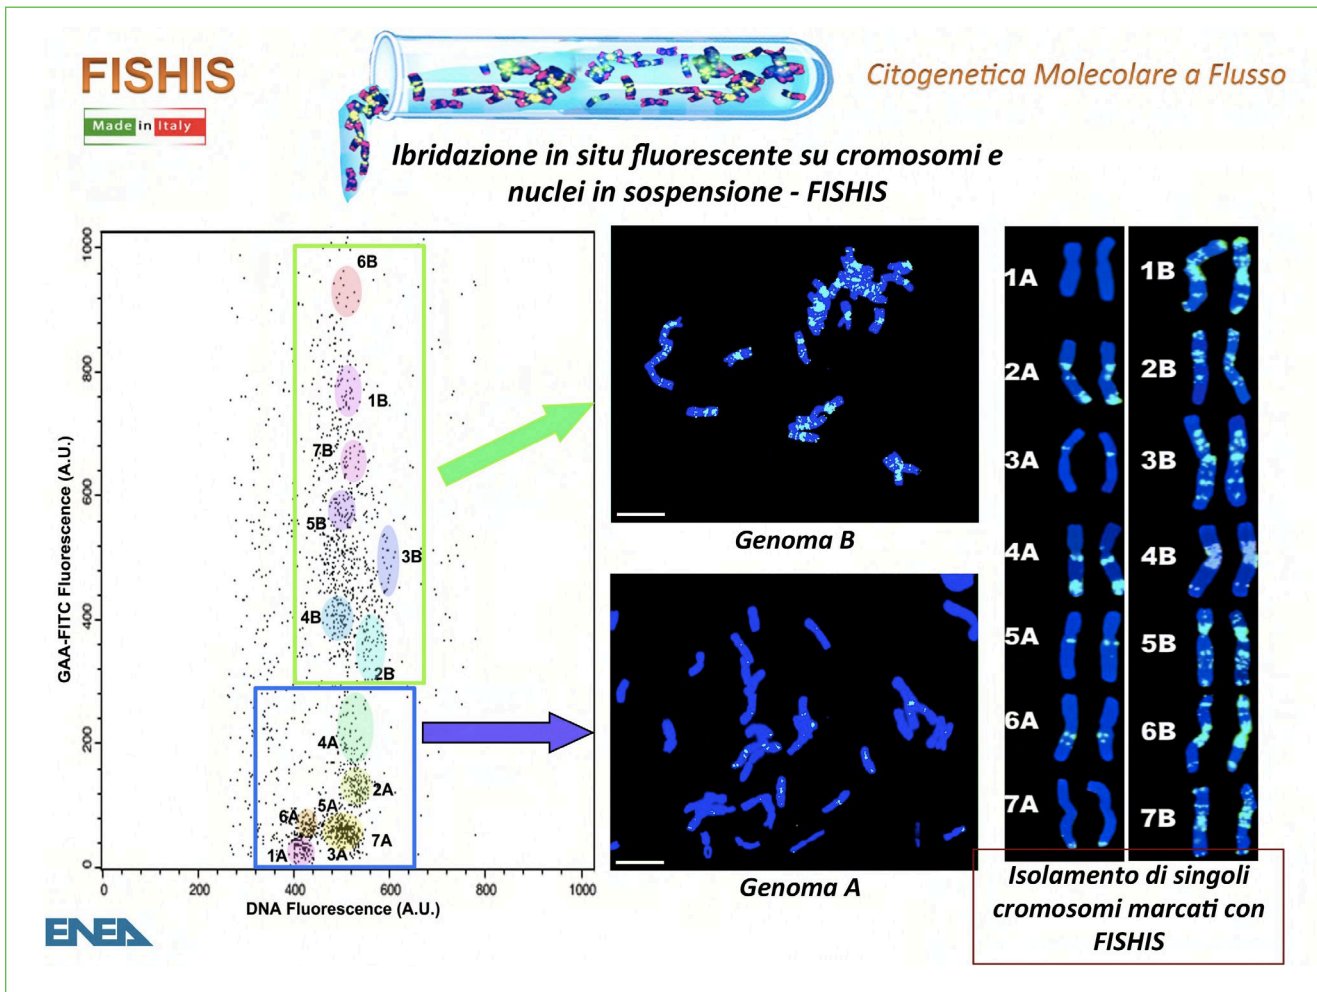 FISHIS
Made in Italy
Citogenetica Molecolare a Flusso
Ibridazione in situ fluorescente su cromosomi e
nuclei in sospensione - FISHIS
GAA-FITC Fluorescence (A.U.)
1000
800
600
400
200
0
6B
1B
7B
5B
3B
4B
2B
4A
2A
5A
6A
7A
1A
3A
0
200
400
600
800
1000
DNA Fluorescence (A.U.)
Genoma B
Genoma A
1A
2A
3A
4A
5A
6A
7A
1B
2B
3B
4B
5B
6B
7B
Isolamento di singoli
cromosomi marcati con
FISHIS
ENEA